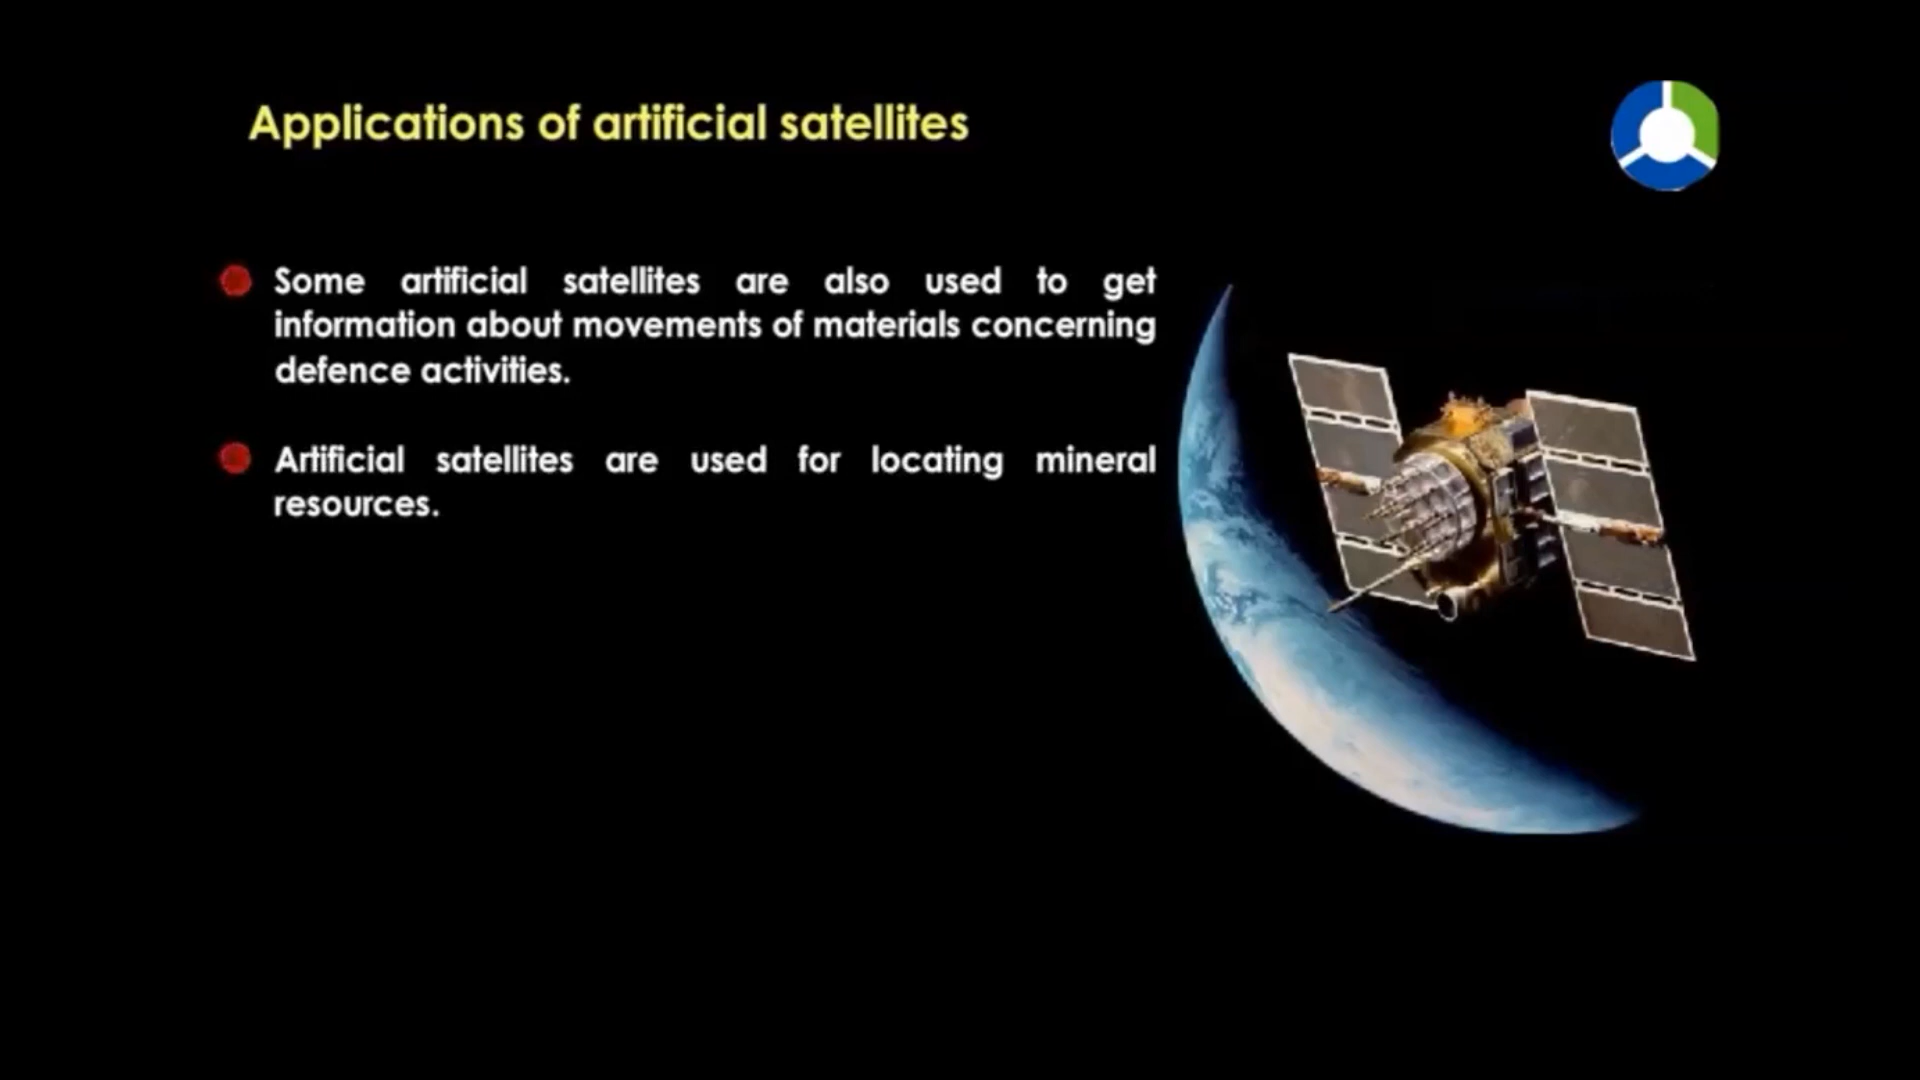 Applications of artificial satellites
Some artificial satellites are also used to get
information about movements of materials concerning
defence activities.
Artificial satellites are used for locating mineral
resources.